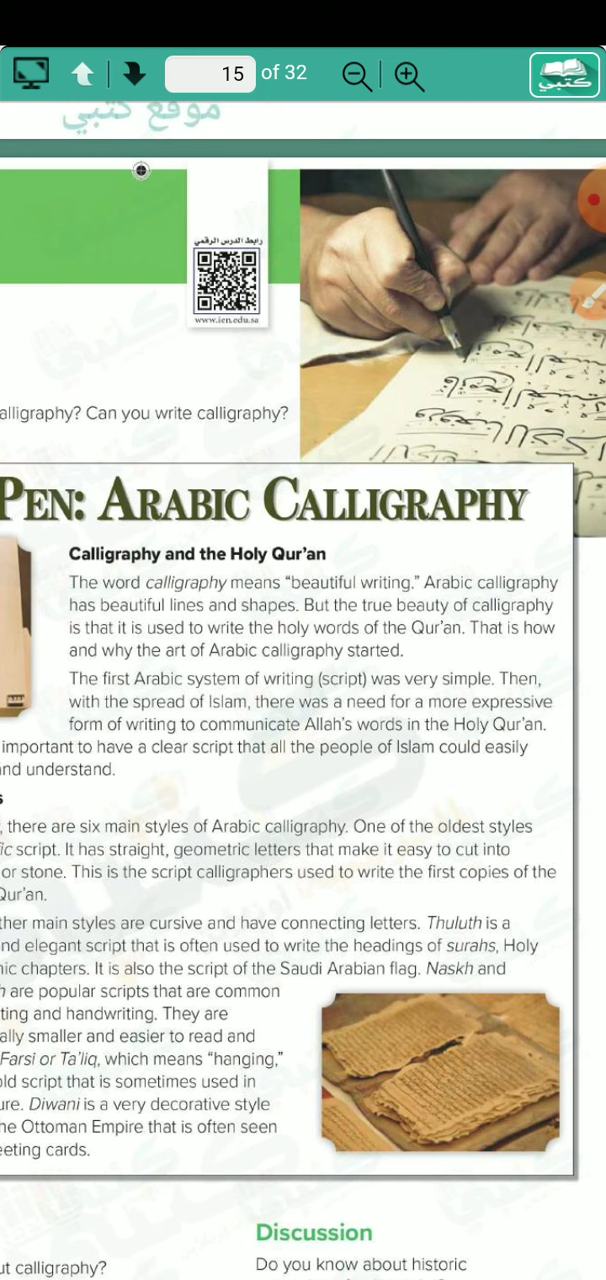 15 of 32
كتبي
موقع كتبي
رابط الدرس الرقمي
www.ien.edu.sa
alligraphy? Can you write calligraphy?
PEN: ARABIC CALLIGRAPHY
Calligraphy and the Holy Qur'an
The word calligraphy means “beautiful writing.” Arabic calligraphy
has beautiful lines and shapes. But the true beauty of calligraphy
is that it is used to write the holy words of the Qur'an. That is how
and why the art of Arabic calligraphy started.
The first Arabic system of writing (script) was very simple. Then,
with the spread of Islam, there was a need for a more expressive
form of writing to communicate Allah's words in the Holy Qur'an.
important to have a clear script that all the people of Islam could easily
nd understand.
s
, there are six main styles of Arabic calligraphy. One of the oldest styles
ic script. It has straight, geometric letters that make it easy to cut into
or stone. This is the script calligraphers used to write the first copies of the
Qur'an.
ther main styles are cursive and have connecting letters. Thuluth is a
nd elegant script that is often used to write the headings of surahs, Holy
nic chapters. It is also the script of the Saudi Arabian flag. Naskh and
h are popular scripts that are common
ting and handwriting. They are
ally smaller and easier to read and
Farsi or Ta'liq, which means “hanging,”
old script that is sometimes used in
ure. Diwani is a very decorative style
he Ottoman Empire that is often seen
eeting cards.
Discussion
ut calligraphy?
Do you know about historic